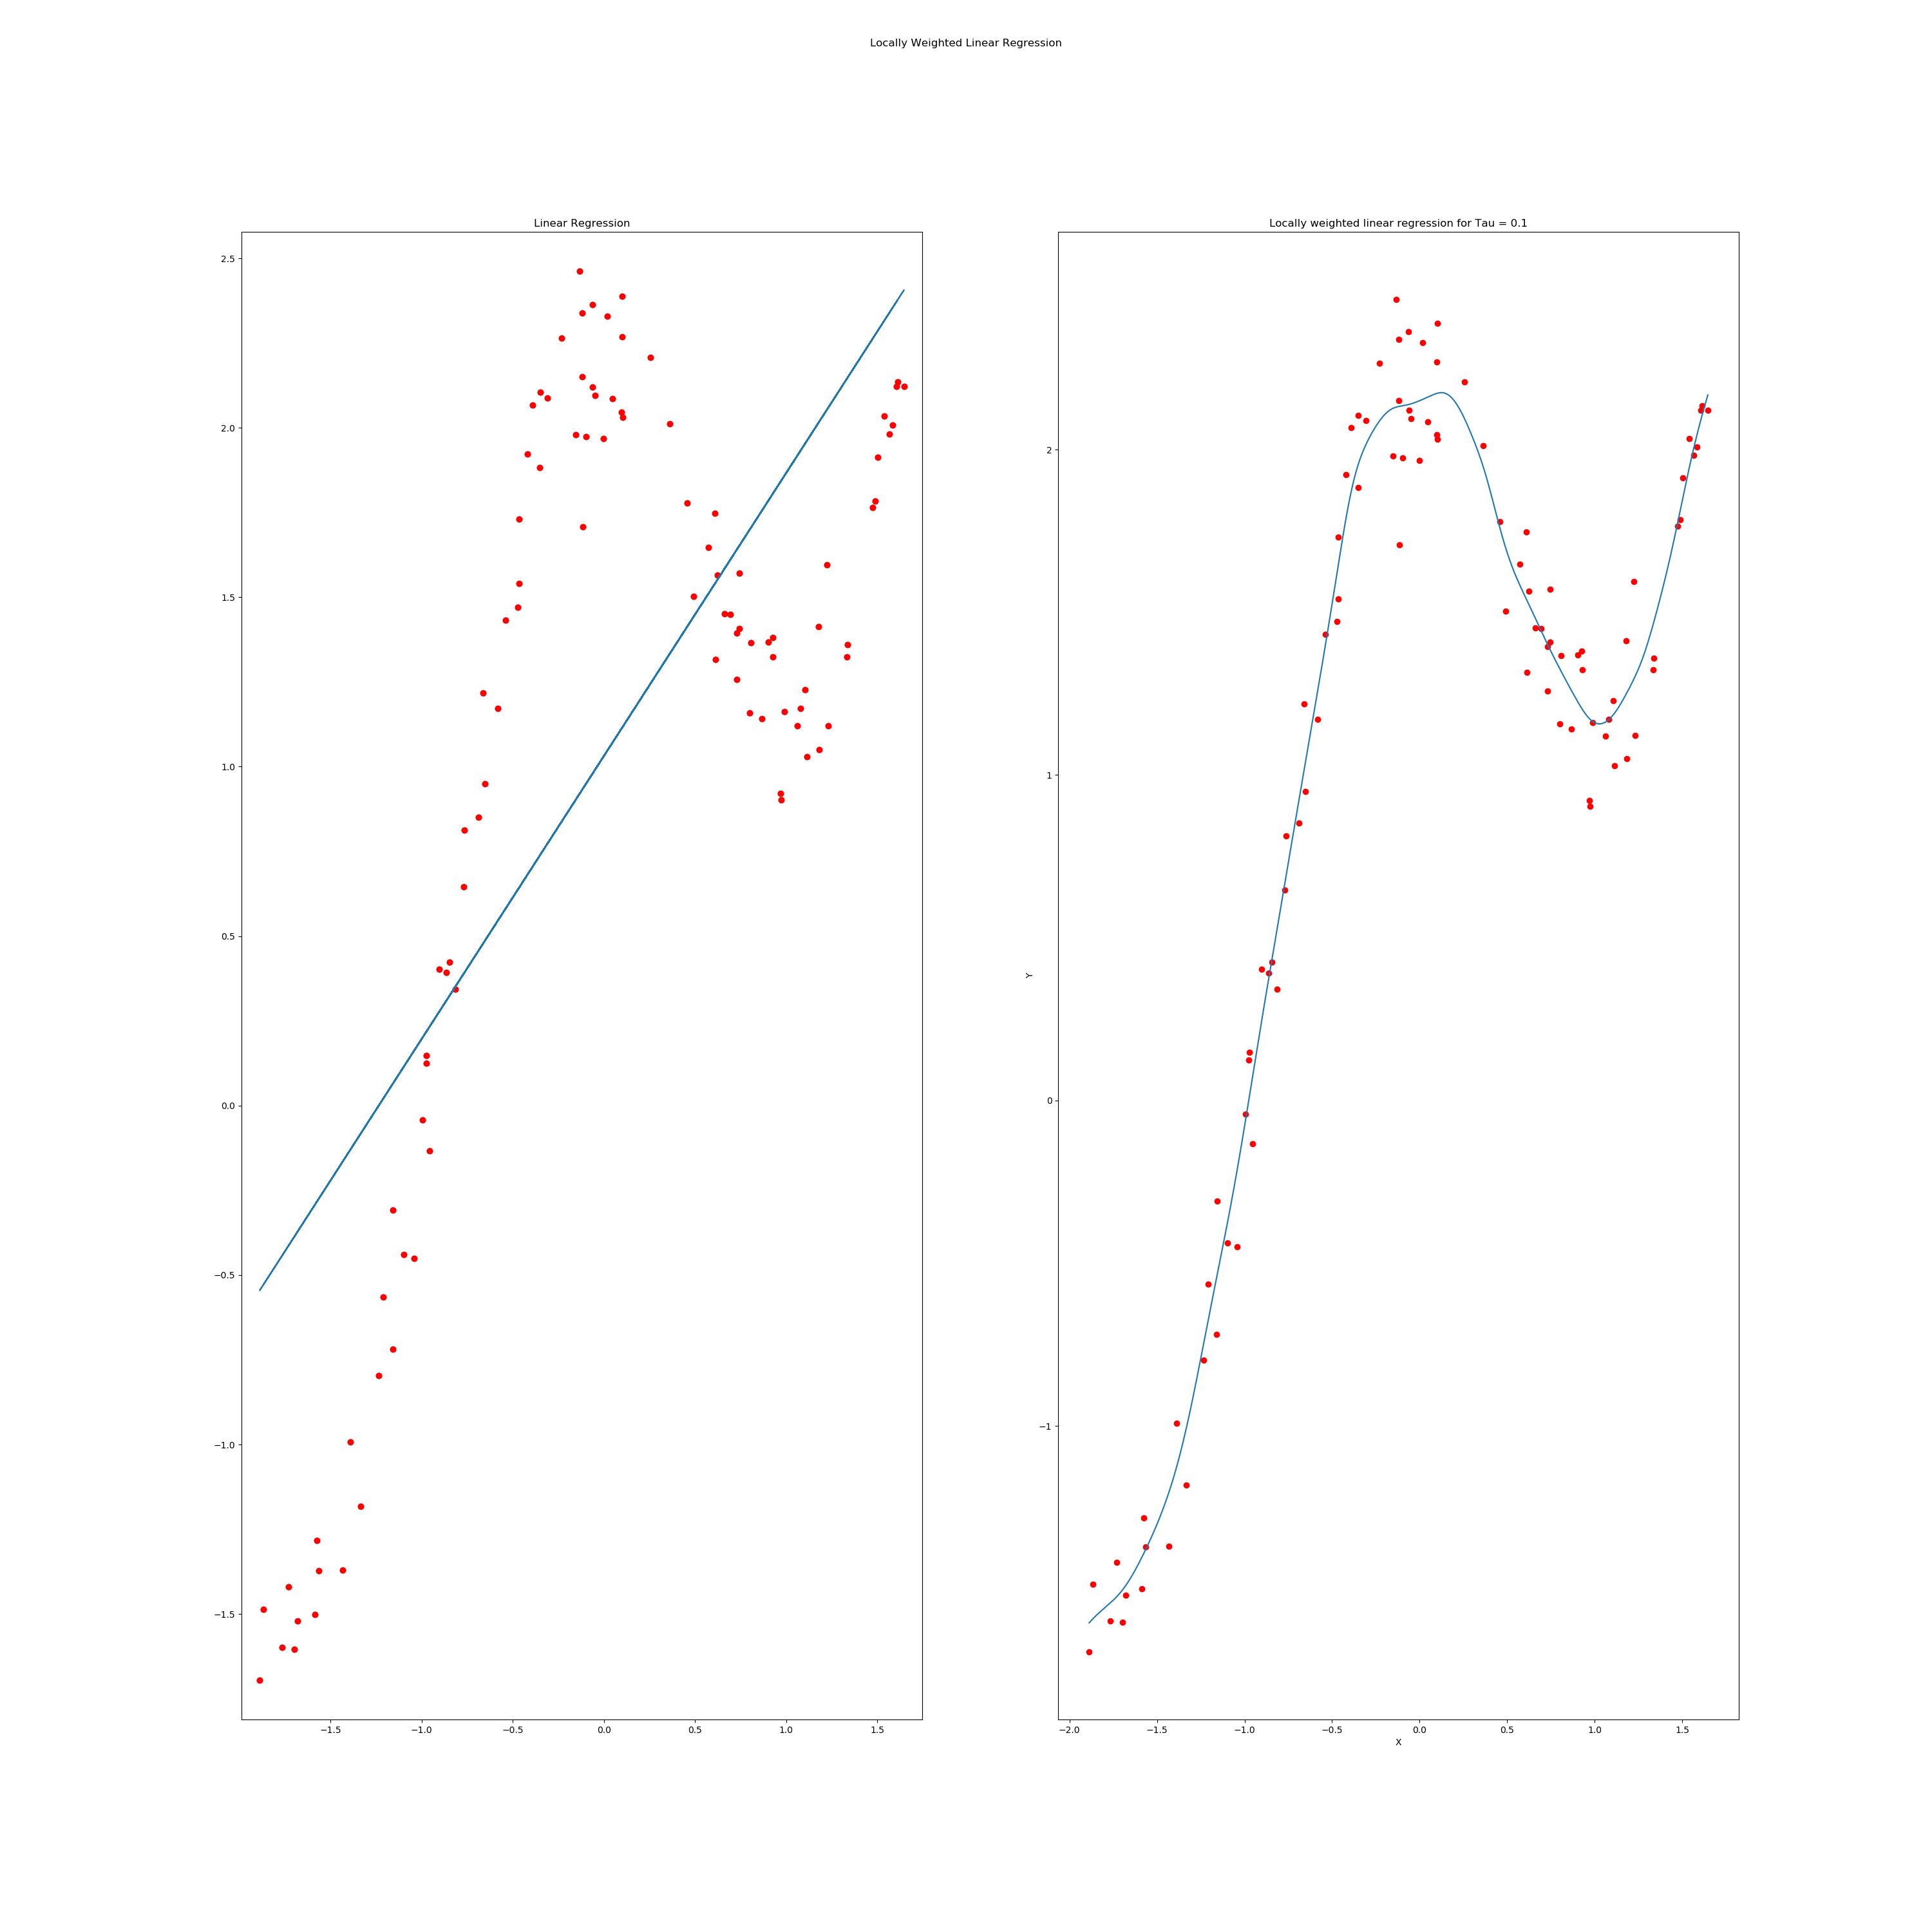 Locally Weighted Linear Regression
Linear Regression
2.5
2.0
1.5
1.0
0.5
0.0
−0.5
−1.0
−1.5
−1.5 −1.0 −0.5 0.0 0.5 1.0 1.5
Locally weighted linear regression for Tau = 0.1
Y
2
1
0
−1
−2.0 −1.5 −1.0 −0.5 0.0 0.5 1.0 1.5
X